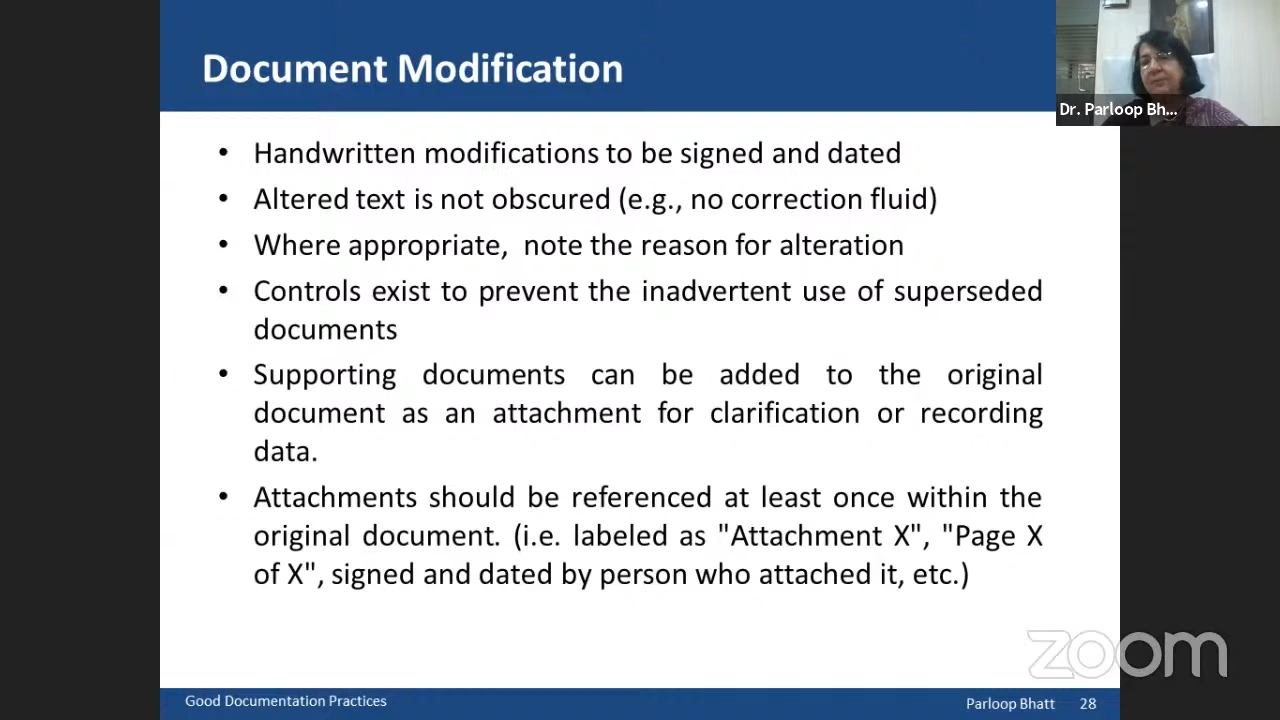 Document Modification
Dr. Parloop Bh...
• Handwritten modifications to be signed and dated
• Altered text is not obscured (e.g., no correction fluid)
• Where appropriate,  note the reason for alteration
• Controls exist to prevent the inadvertent use of superseded
documents
• Supporting documents can be added to the original
document as an attachment for clarification or recording
data.
• Attachments should be referenced at least once within the
original document. (i.e. labeled as "Attachment X", "Page X
of X", signed and dated by person who attached it, etc.)
zoom
Good Documentation Practices
Parloop Bhatt 28